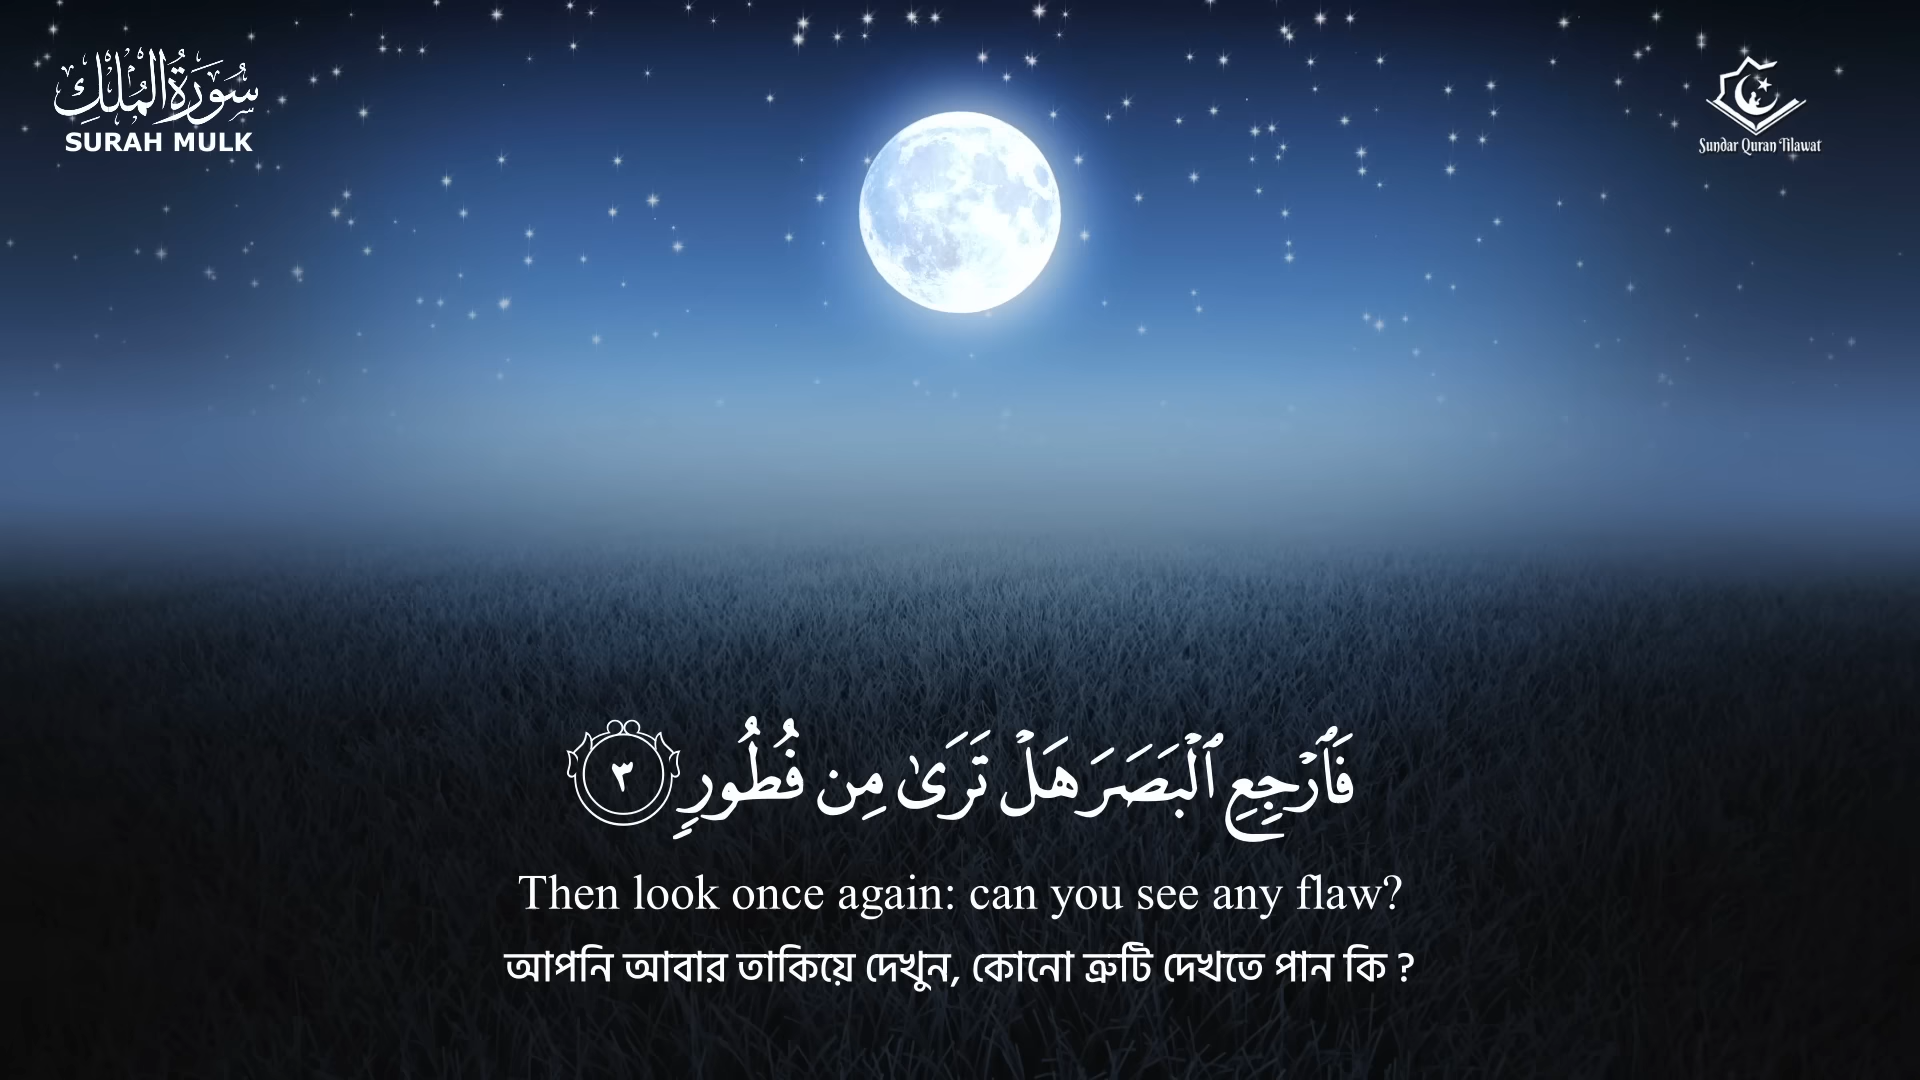 سُورَةُ الْمُلْكِ
SURAH MULK
Sundar Quran Tilawat
فَٱرْجِعِ ٱلْبَصَرَ هَلْ تَرَىٰ مِن فُطُورٍ ٣
Then look once again: can you see any flaw?
আপনি আবার তাকিয়ে দেখুন, কোনো ত্রুটি দেখতে পান কি ?